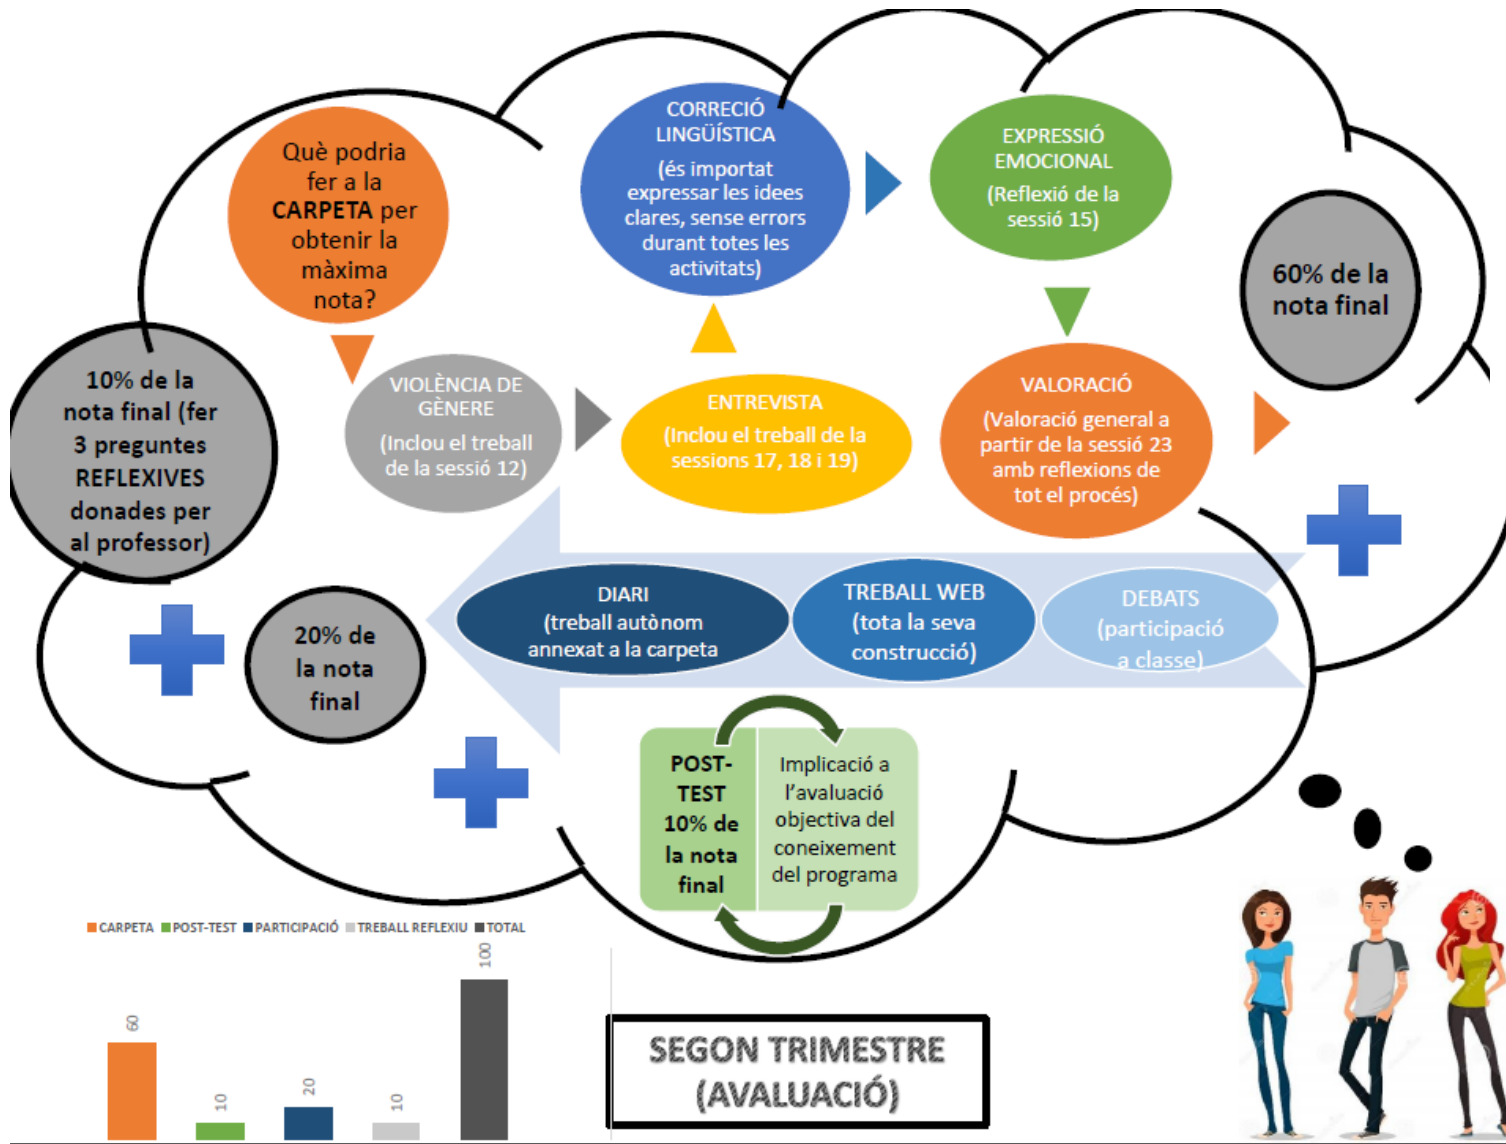 Què podria
fer a la
CARPETA per
obtenir la
màxima
nota?
CORRECIÓ
LINGÜÍSTICA
(és importat
expressar les idees
clares, sense errors
durant totes les
activitats)
EXPRESSIÓ
EMOCIONAL
(Reflexió de la
sessió 15)
60% de la
nota final
10% de la
nota final (fer
3 preguntes
REFLEXIVES
donades per
al professor)
VIOLÈNCIA DE
GÈNERE
(Inclou el treball
de la sessió 12)
ENTREVISTA
(Inclou el treball de la
sessions 17, 18 i 19)
VALORACIÓ
(Valoració general a
partir de la sessió 23
amb reflexions de
tot el procés)
DIARI
(treball autònom
annexat a la carpeta
TREBALL WEB
(tota la seva
construcció)
DEBATS
(participació
a classe)
20% de
la nota
final
POST-
TEST
10% de
la nota
final
Implicació a
l'avaluació
objectiva del
coneixement
del programa
CARPETA POST-TEST PARTICIPACIÓ TREBALL REFLEXIU TOTAL
60
10
20
10
100
SEGON TRIMESTRE
(AVALUACIÓ)